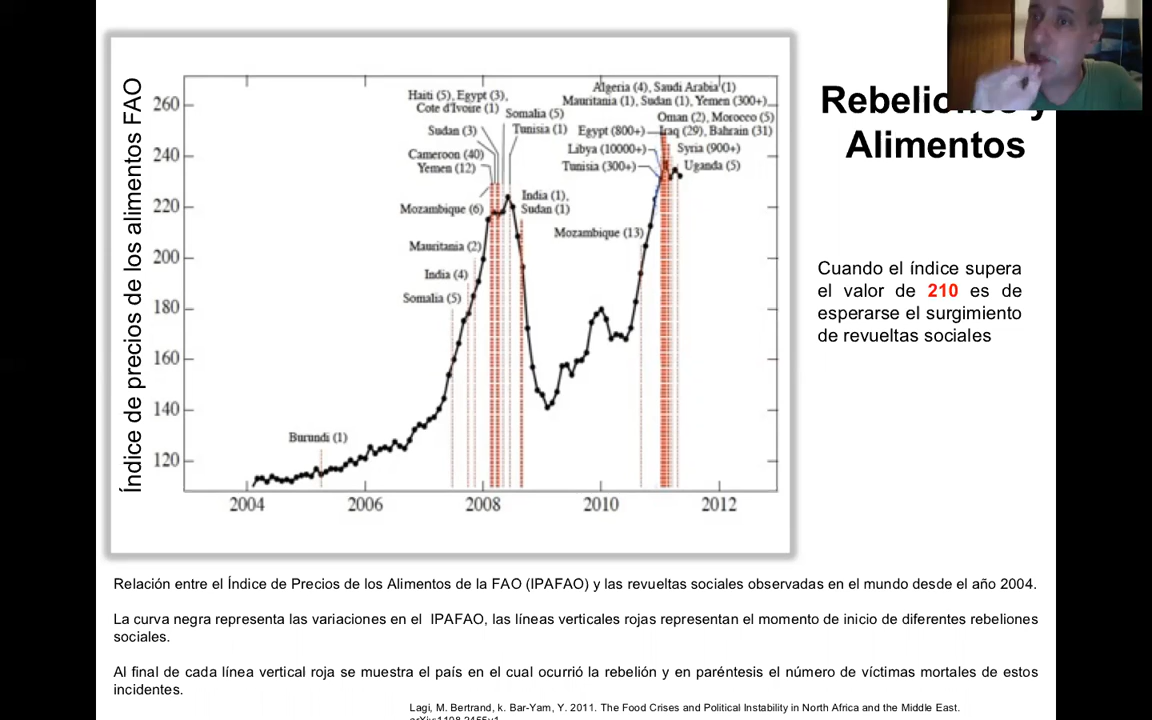 Rebeliones y
Alimentos
Índice de precios de los alimentos FAO
260
240
220
200
180
160
140
120
2004
2006
2008
2010
2012
Burundi (1)
Somalia (5)
India (4)
Mauritania (2)
Mozambique (6)
Cameroon (40)
Yemen (12)
Sudan (3)
Haiti (5), Egypt (3),
Cote d'Ivoire (1)
Somalia (5)
Tunisia (1)
India (1),
Sudan (1)
Mozambique (13)
Tunisia (300+)
Libya (10000+)
Egypt (800+)
Algeria (4), Saudi Arabia (1)
Mauritania (1), Sudan (1), Yemen (300+)
Oman (2), Morocco (5)
Iraq (29), Bahrain (31)
Syria (900+)
Uganda (5)
Cuando el índice supera
el valor de 210 es de
esperarse el surgimiento
de revueltas sociales
Relación entre el Índice de Precios de los Alimentos de la FAO (IPAFAO) y las revueltas sociales observadas en el mundo desde el año 2004.
La curva negra representa las variaciones en el IPAFAO, las líneas verticales rojas representan el momento de inicio de diferentes rebeliones
sociales.
Al final de cada línea vertical roja se muestra el país en el cual ocurrió la rebelión y en paréntesis el número de víctimas mortales de estos
incidentes.
Lagi, M. Bertrand, k. Bar-Yam, Y. 2011. The Food Crises and Political Instability in North Africa and the Middle East.